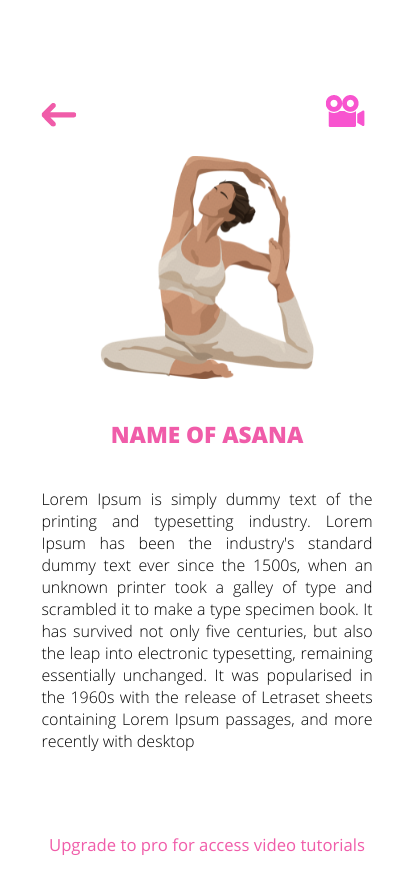 NAME OF ASANA
Lorem Ipsum is simply dummy text of the
printing and typesetting industry. Lorem
Ipsum has been the industry's standard
dummy text ever since the 1500s, when an
unknown printer took a galley of type and
scrambled it to make a type specimen book. It
has survived not only five centuries, but also
the leap into electronic typesetting, remaining
essentially unchanged. It was popularised in
the 1960s with the release of Letraset sheets
containing Lorem Ipsum passages, and more
recently with desktop
Upgrade to pro for access video tutorials